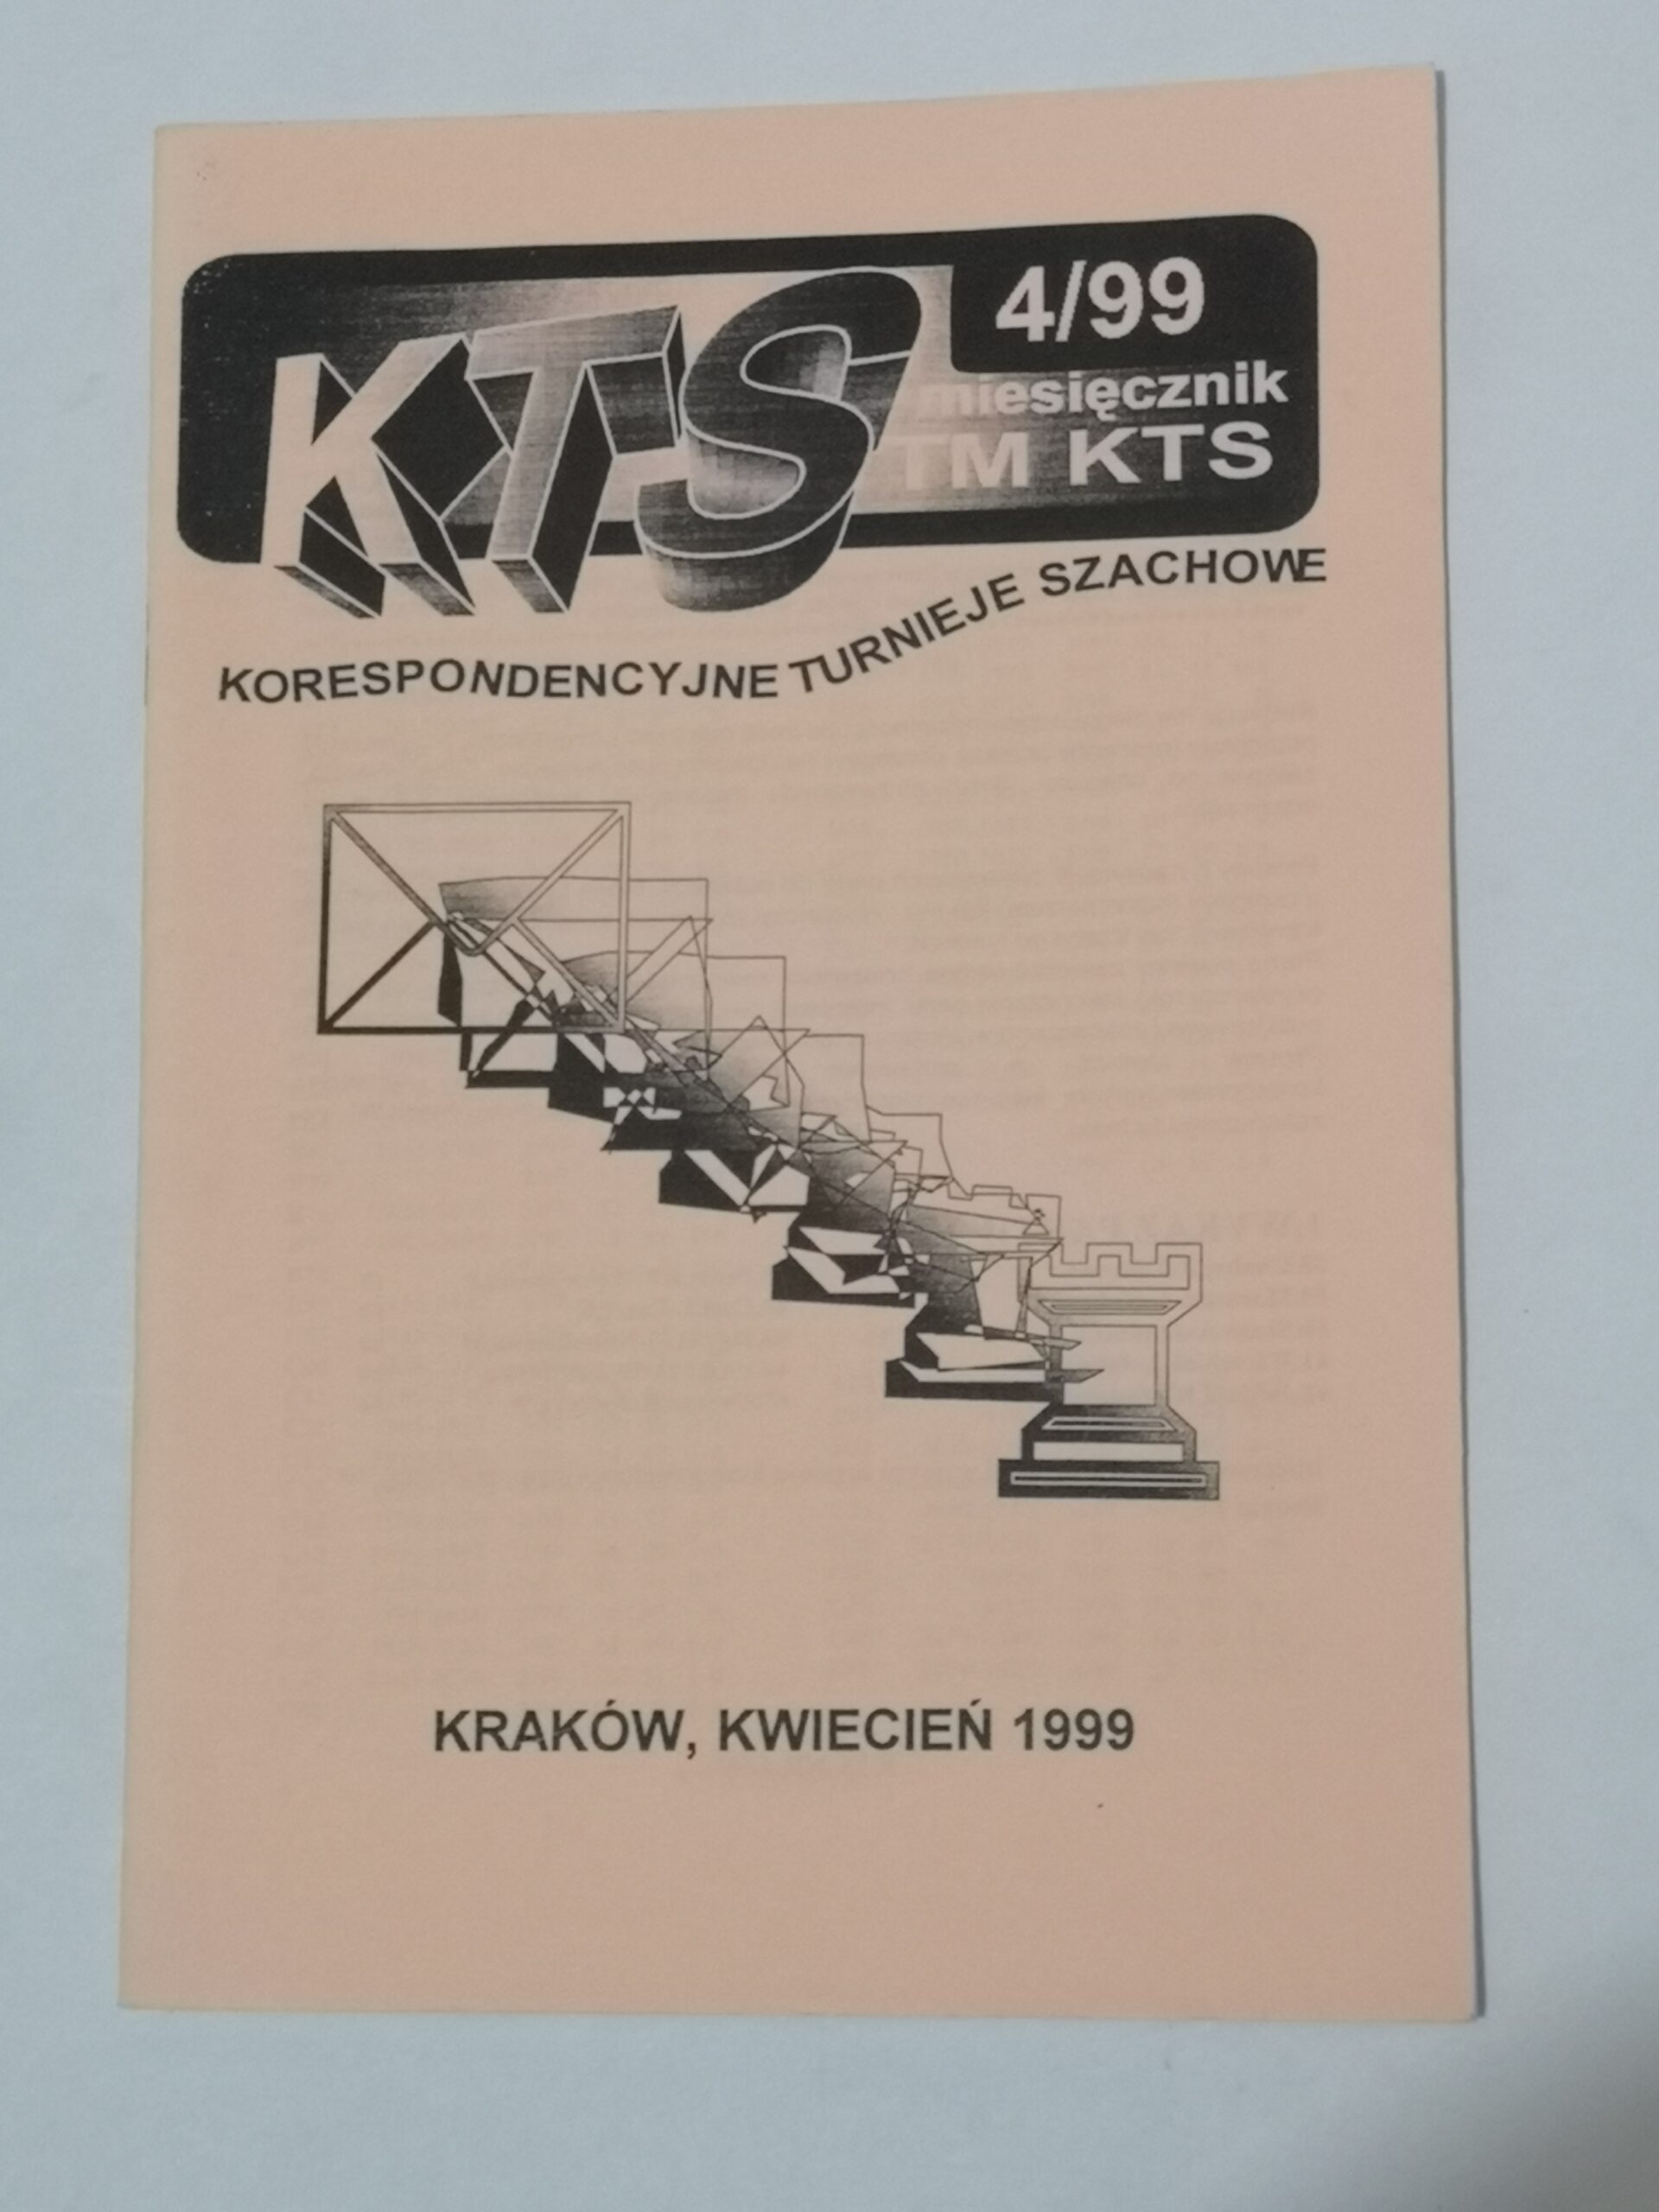 KTS
4/99
miesięcznik
TM KTS
KORESPONDENCYJNE TURNIEJE SZACHOWE
KRAKÓW, KWIECIEŃ 1999